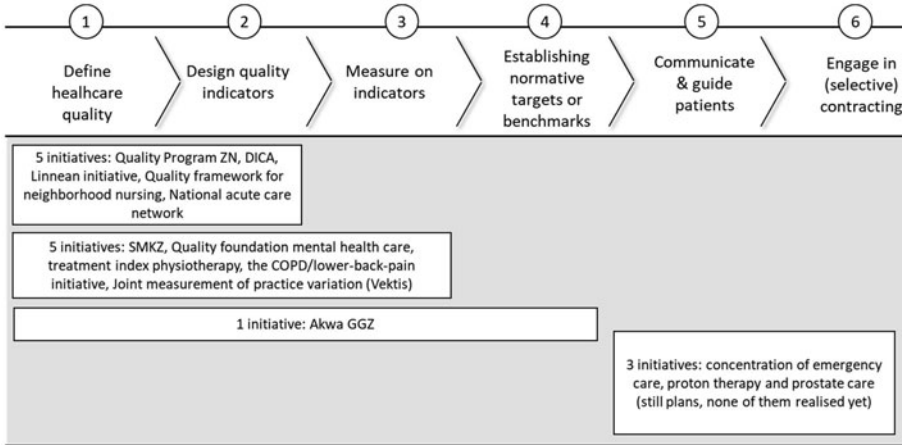 1
2
3
4
5
6
Define
healhcare
quality
Design quality
indicators
Measure on
indicators
Establishing
normative
targets or
benchmarks
Communicate
& guide
patients
Engage in
(selective)
contracting
5 initiatives: Quality Program ZN, DICA,
Linnean initiative, Quality framework for
neighborhood nursing, National acute care
network
5 initiatives: SMKZ, Quality foundation mental health care,
treatment index physiotherapy, the COPD/lower-back-pain
initiative, Joint measurement of practice variation (Vektis)
1 initiative: Akwa GGZ
3 initiatives: concentration of emergency
care, proton therapy and prostate care
(still plans, none of them realised yet)